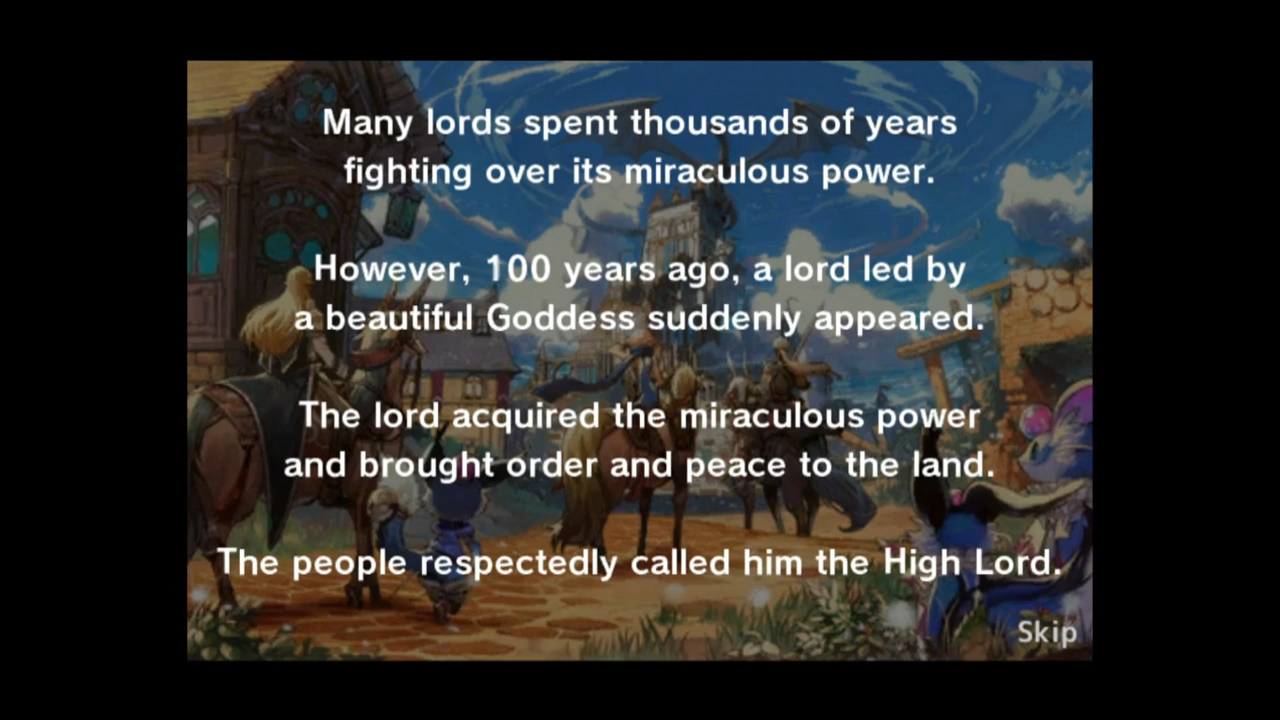 Many lords spent thousands of years
fighting over its miraculous power.
However, 100 years ago, a lord led by
a beautiful Goddess suddenly appeared.
The lord acquired the miraculous power
and brought order and peace to the land.
The people respectedly called him the High Lord.
Skip